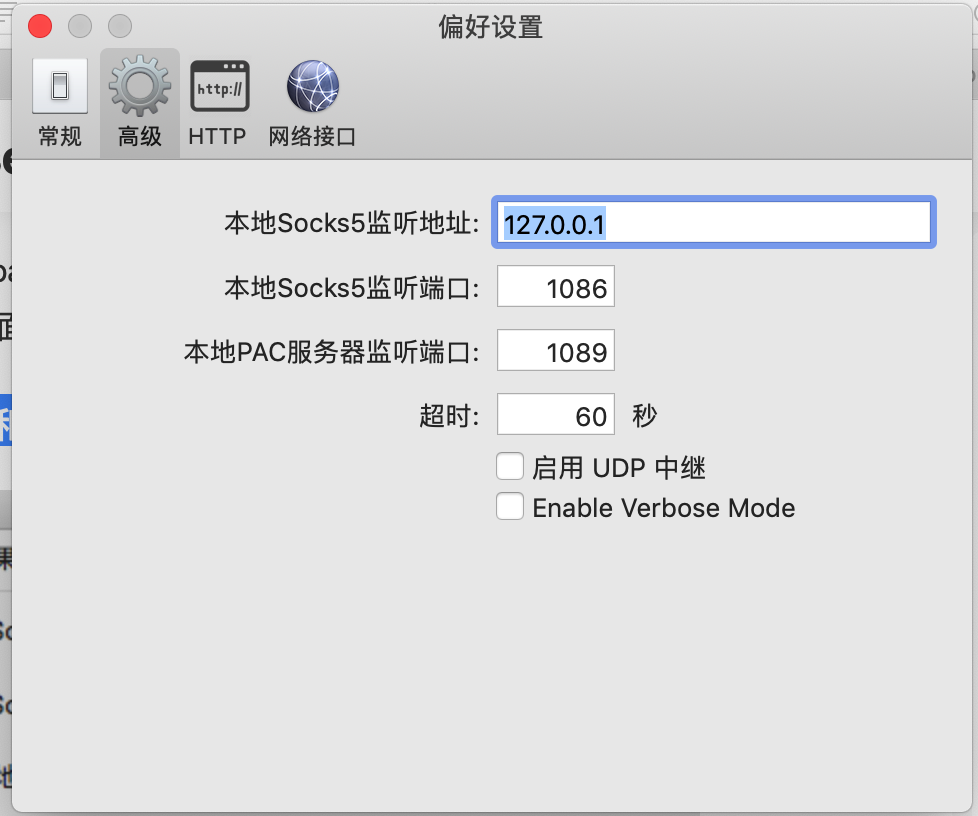 偏好设置
http://
常规 高级 HTTP 网络接口
本地Socks5监听地址: 127.0.0.1
本地Socks5监听端口: 1086
本地PAC服务器监听端口: 1089
超时: 60 秒
启用 UDP 中继
Enable Verbose Mode